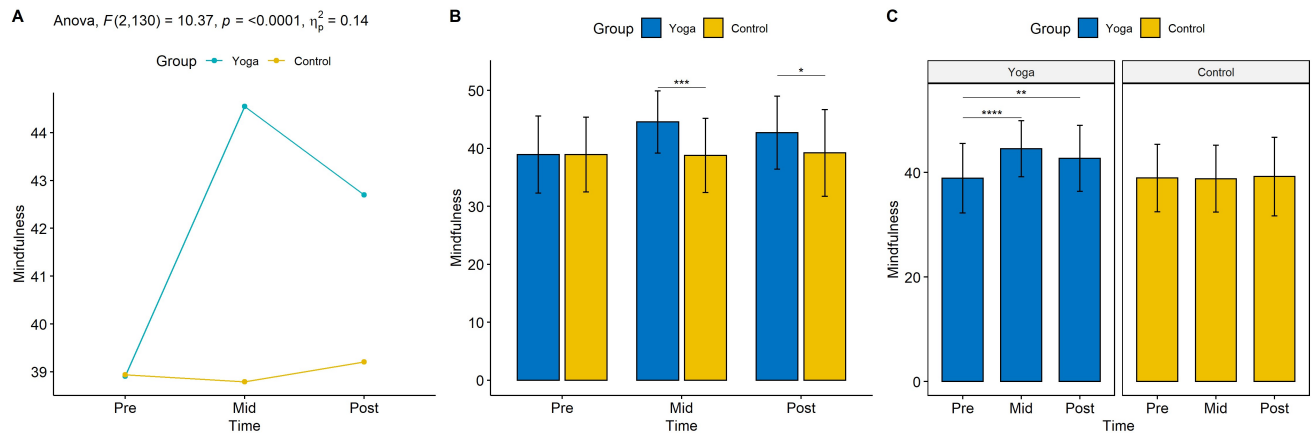 A
Anova, F(2,130) = 10.37, p = <0.0001, η²ₚ = 0.14
Group Yoga Control
Mindfulness
44
43
42
41
40
39
Pre Mid Post
Time
B
Group Yoga Control
Mindfulness
50
40
30
20
10
0
***
*
Pre Mid Post
Time
C
Group Yoga Control
Yoga Control
Mindfulness
40
20
0
**
****
Pre Mid Post Pre Mid Post
Time